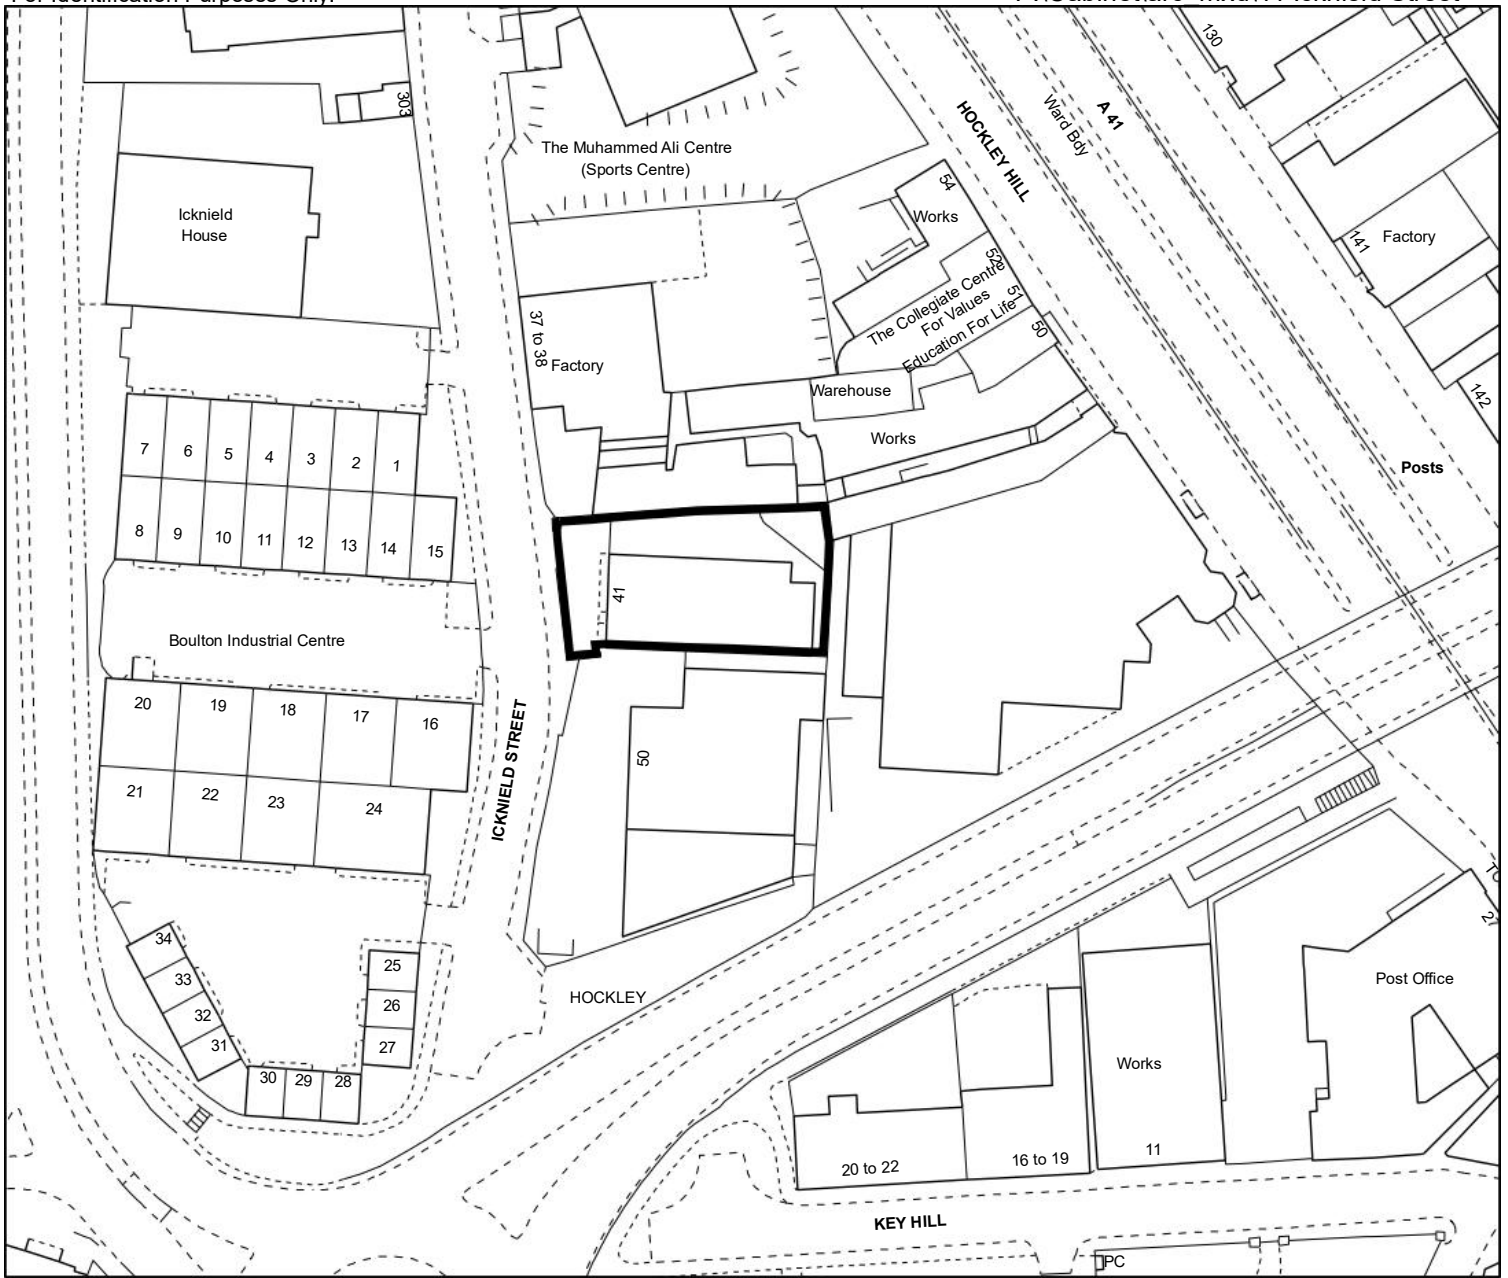 For Identification Purposes Only.
130
A 41
Ward Bdy
HOCKLEY HILL
303
The Muhammed Ali Centre
(Sports Centre)
Icknield
House
54
Works
52
51
50
The Collegiate Centre
For Values
Education For Life
141
Factory
142
37 to 38
Factory
Warehouse
Works
Posts
7
6
5
4
3
2
1
8
9
10
11
12
13
14
15
41
Boulton Industrial Centre
20
19
18
17
16
21
22
23
24
ICKNIELD STREET
50
34
33
32
31
25
26
27
30
29
28
HOCKLEY
Post Office
Works
11
16 to 19
20 to 22
KEY HILL
PC